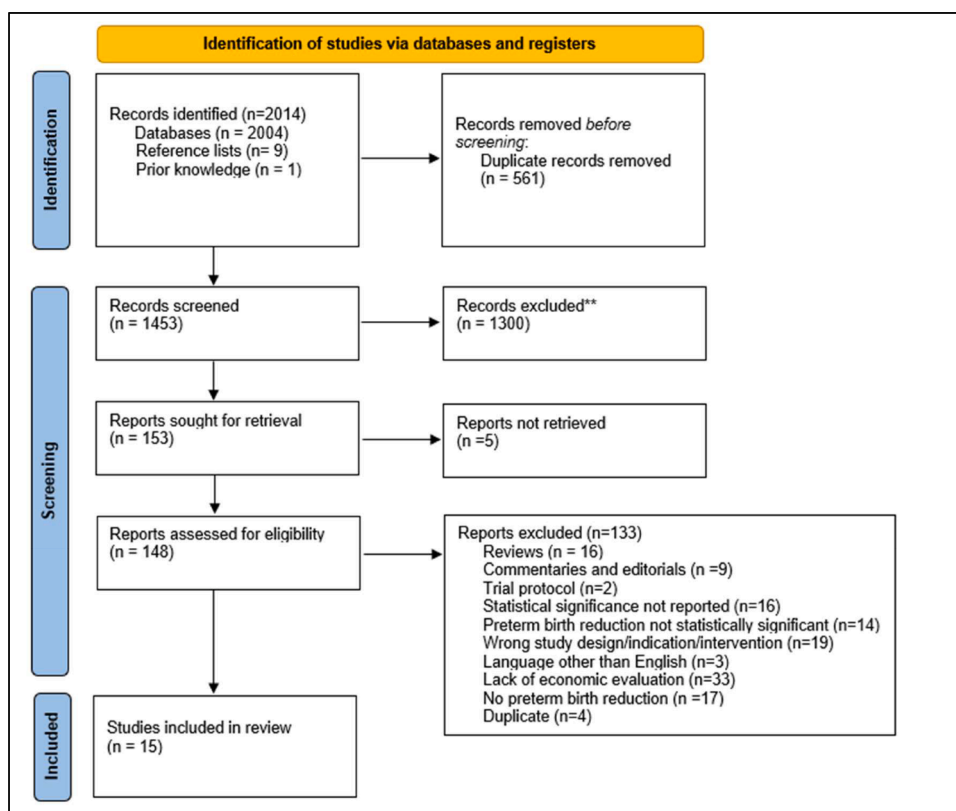 Identification of studies via databases and registers
Identification
Records identified (n=2014)
Databases (n = 2004)
Reference lists (n= 9)
Prior knowledge (n = 1)
Records removed before
screening:
Duplicate records removed
(n = 561)
Screening
Records screened
(n = 1453)
Records excluded**
(n = 1300)
Reports sought for retrieval
(n = 153)
Reports not retrieved
(n =5)
Reports assessed for eligibility
(n = 148)
Reports excluded (n=133)
Reviews (n = 16)
Commentaries and editorials (n =9)
Trial protocol (n=2)
Statistical significance not reported (n=16)
Preterm birth reduction not statistically significant (n=14)
Wrong study design/indication/intervention (n=19)
Language other than English (n=3)
Lack of economic evaluation (n=33)
No preterm birth reduction (n =17)
Duplicate (n=4)
Included
Studies included in review
(n = 15)